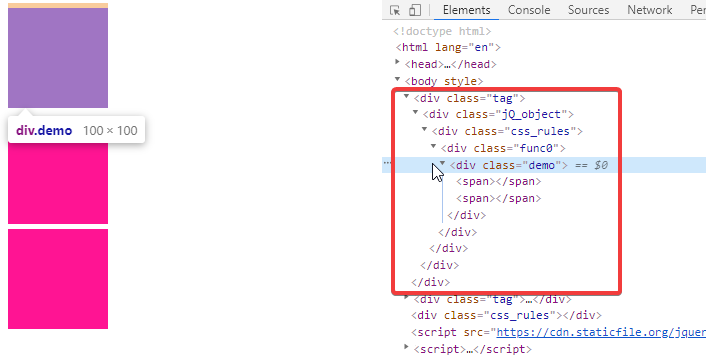 Elements Console Sources Network
<!doctype html>
<html lang="en">
<head>…</head>
<body style>
<div class="tag">
<div class="jQ_object">
<div class="css_rules">
<div class="func0">
div.demo 100 × 100
… <div class="demo"> == $0
<span></span>
<span></span>
</div>
</div>
</div>
</div>
</div>
<div class="tag">…</div>
<div class="css_rules"></div>
<script src="https://cdn.staticfile.org/jquer
<script>…</script>